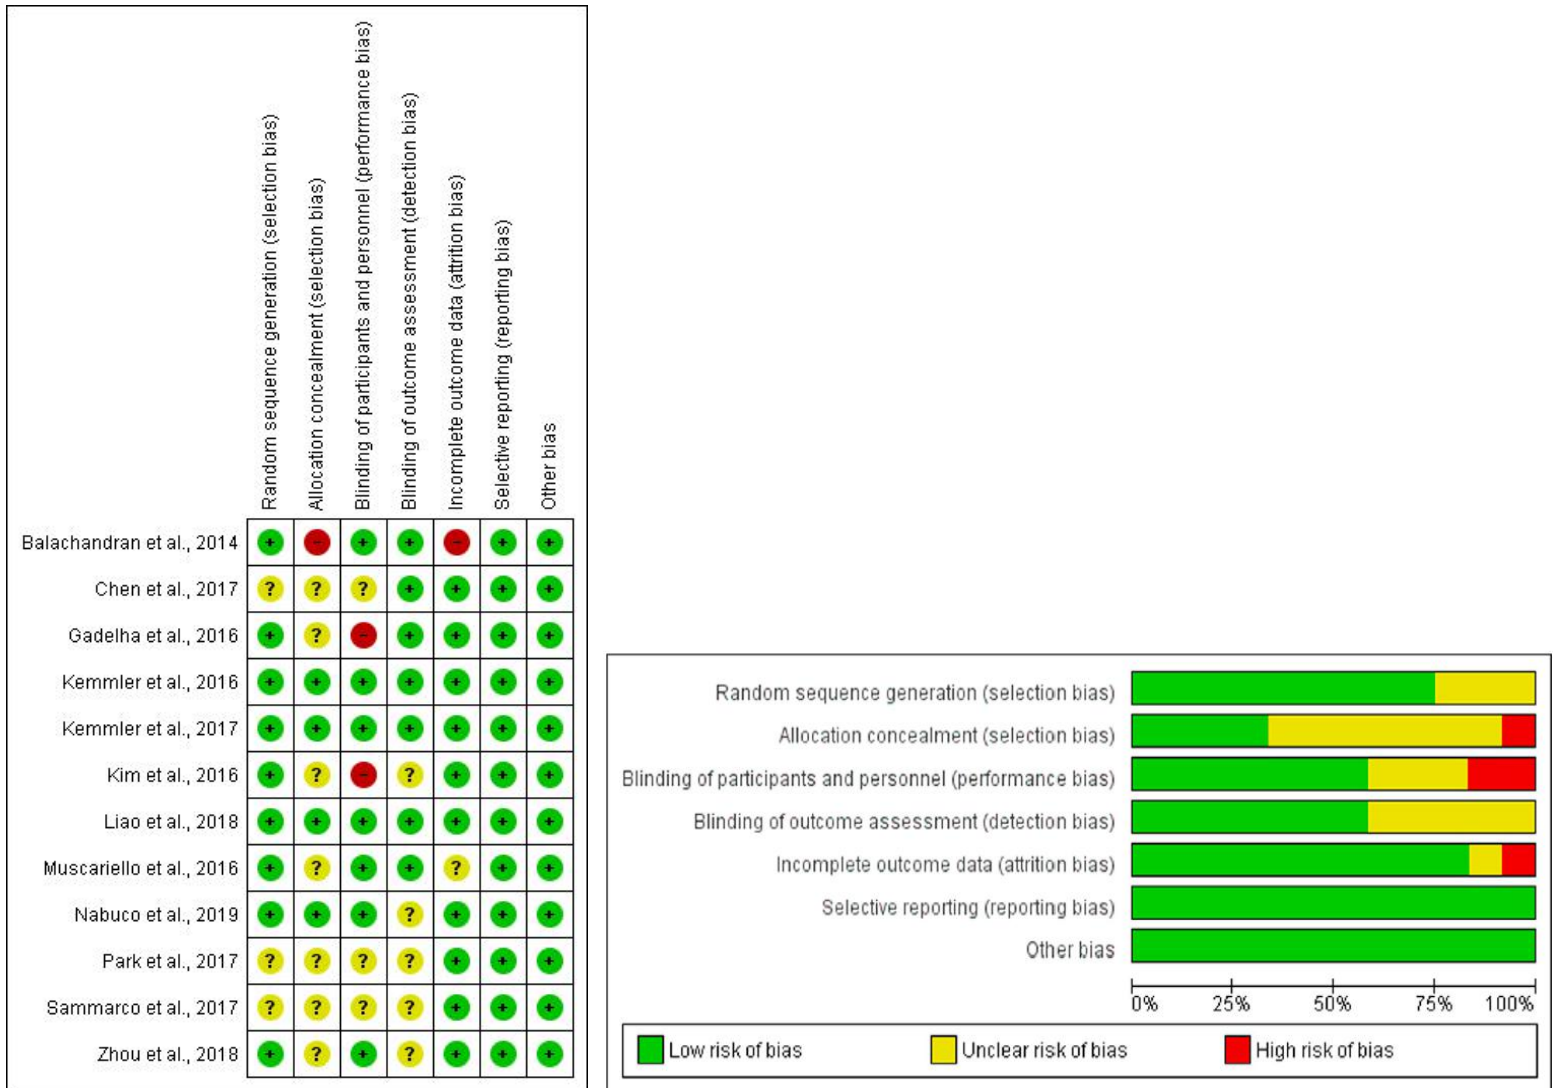 Random sequence generation (selection bias)
Allocation concealment (selection bias)
Blinding of participants and personnel (performance bias)
Blinding of outcome assessment (detection bias)
Incomplete outcome data (attrition bias)
Selective reporting (reporting bias)
Other bias
Balachandran et al., 2014 + - + + - + +
Chen et al., 2017 ? ? ? + + + +
Gadelha et al., 2016 + ? - + + + +
Kemmler et al., 2016 + + + + + + +
Kemmler et al., 2017 + + + + + + +
Kim et al., 2016 + ? - ? + + +
Liao et al., 2018 + + + + + + +
Muscariello et al., 2016 + ? + + ? + +
Nabuco et al., 2019 + + + ? + + +
Park et al., 2017 ? ? ? ? + + +
Sammarco et al., 2017 ? ? ? ? + + +
Zhou et al., 2018 + ? + ? + + +
Random sequence generation (selection bias)
Allocation concealment (selection bias)
Blinding of participants and personnel (performance bias)
Blinding of outcome assessment (detection bias)
Incomplete outcome data (attrition bias)
Selective reporting (reporting bias)
Other bias
0% 25% 50% 75% 100%
Low risk of bias Unclear risk of bias High risk of bias